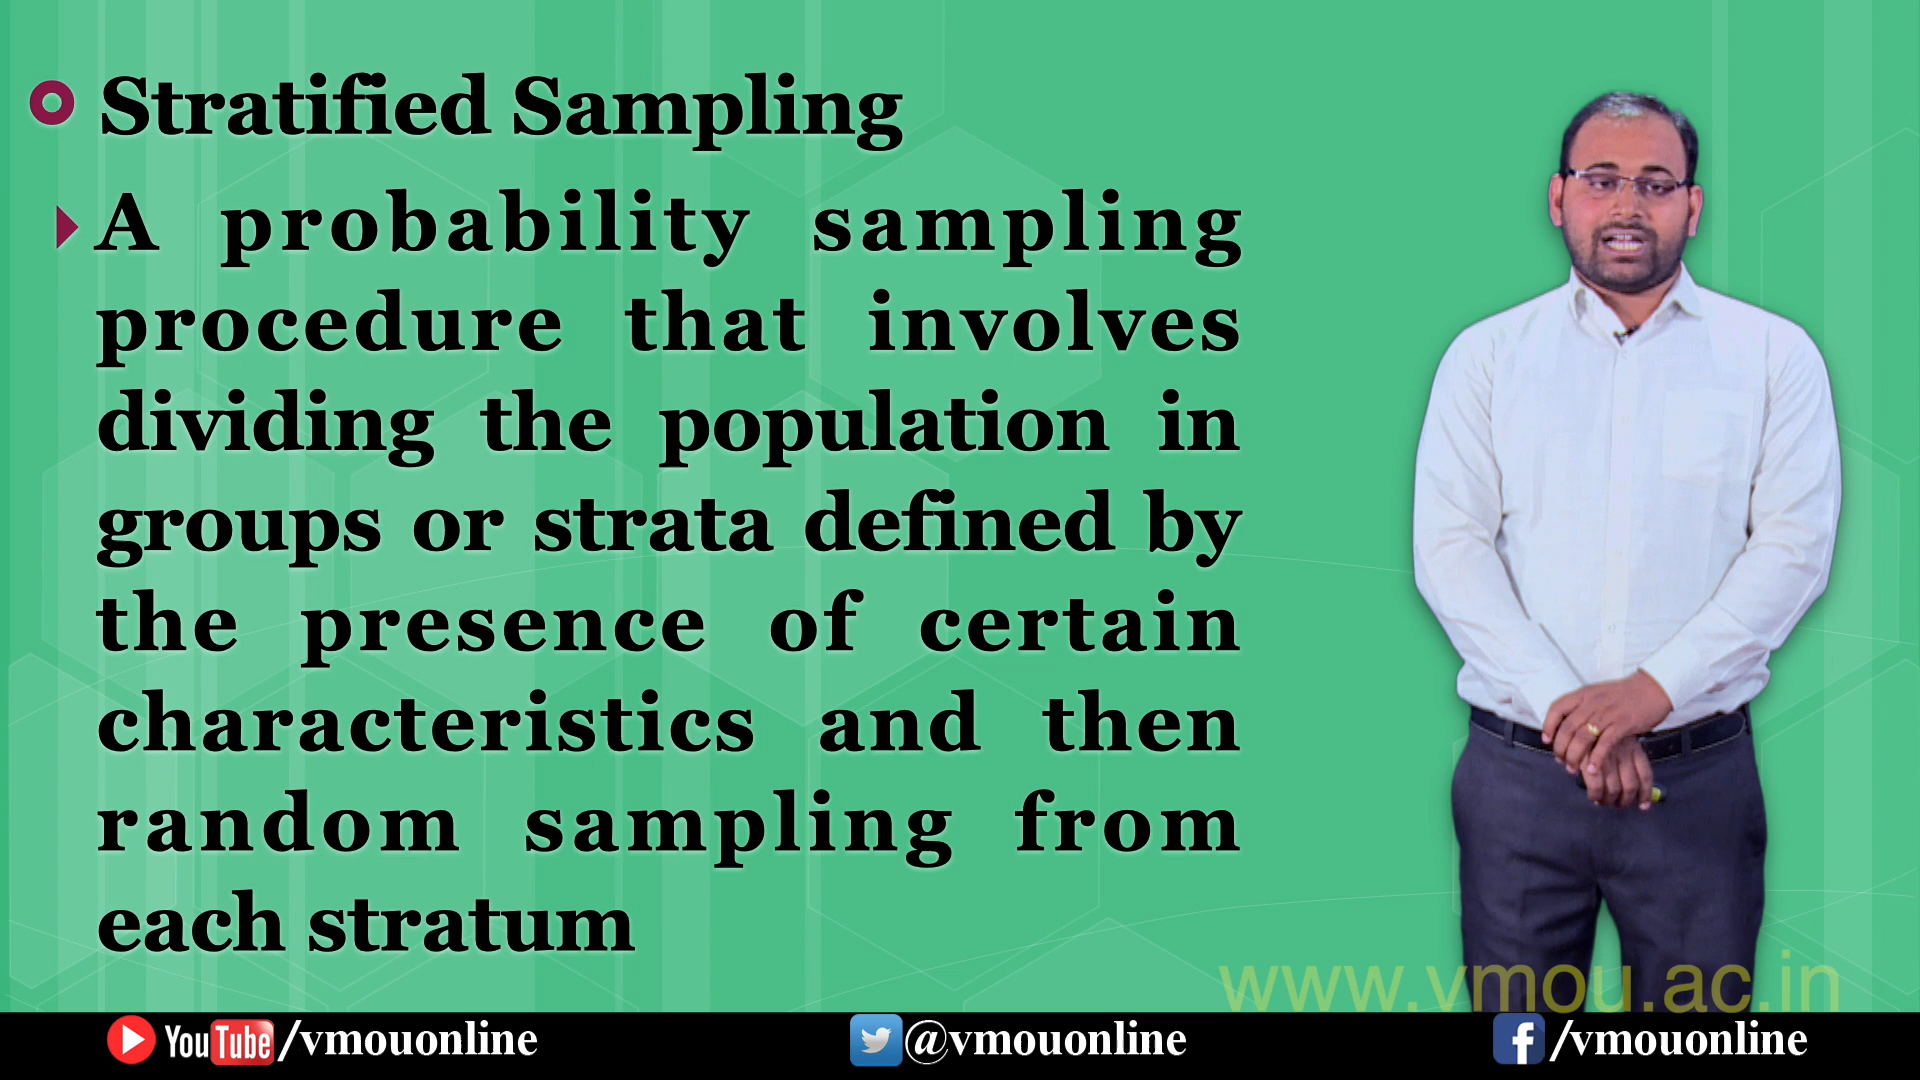 Stratified Sampling
A probability sampling
procedure that involves
dividing the population in
groups or strata defined by
the presence of certain
characteristics and then
random sampling from
each stratum
www.vmou.ac.in
YouTube /vmouonline
@vmouonline
f /vmouonline